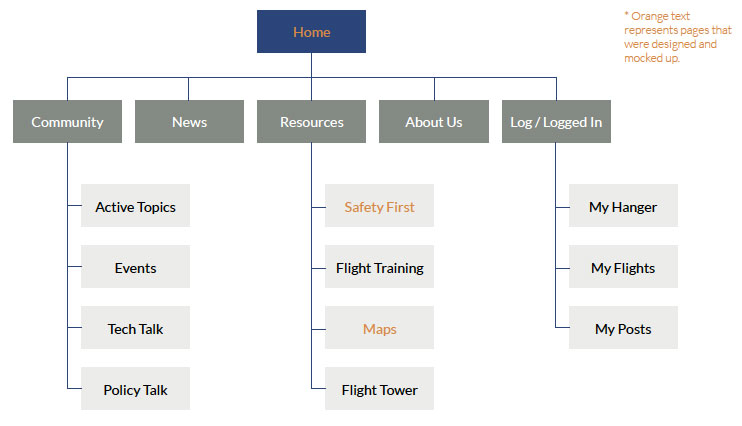 Home
* Orange text
represents pages that
were designed and
mocked up.
Community
News
Resources
About Us
Log / Logged In
Active Topics
Safety First
My Hanger
Events
Flight Training
My Flights
Tech Talk
Maps
My Posts
Policy Talk
Flight Tower